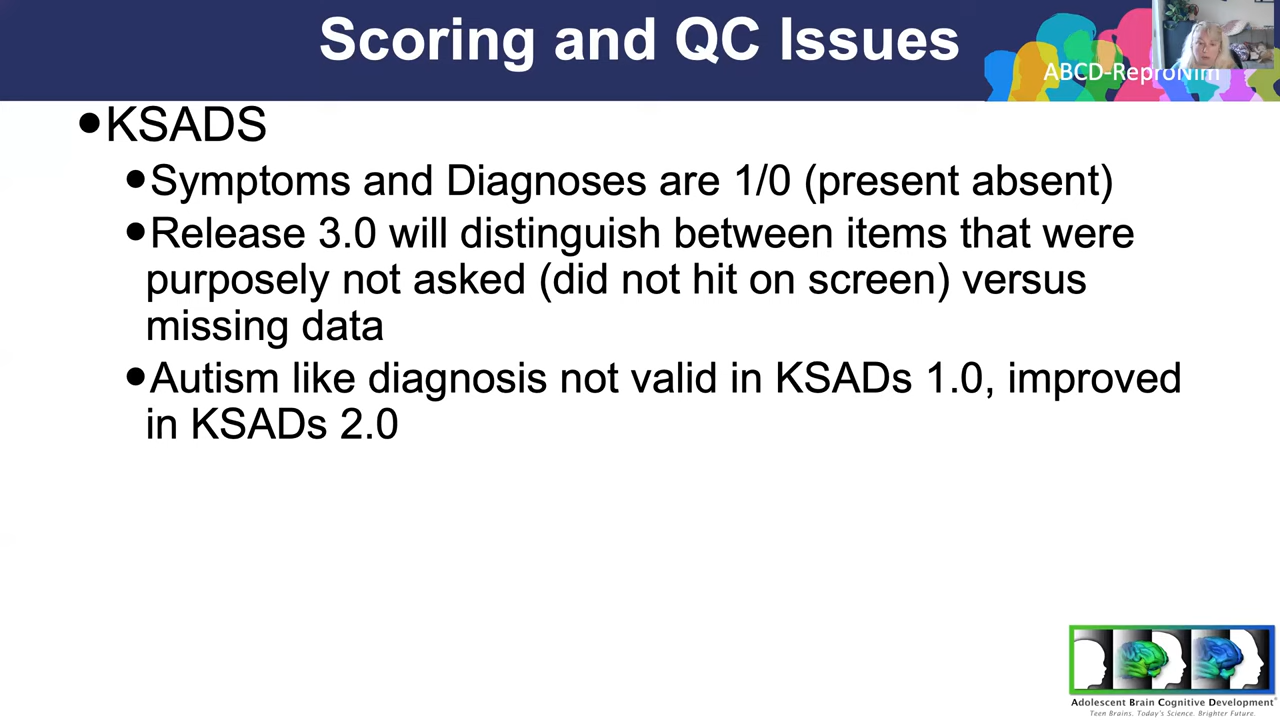 Scoring and QC Issues
ABCD-ReproNim
●KSADS
●Symptoms and Diagnoses are 1/0 (present absent)
●Release 3.0 will distinguish between items that were
purposely not asked (did not hit on screen) versus
missing data
●Autism like diagnosis not valid in KSADs 1.0, improved
in KSADs 2.0
Adolescent Brain Cognitive Development
Teen Brains. Today's Science. Brighter Future.